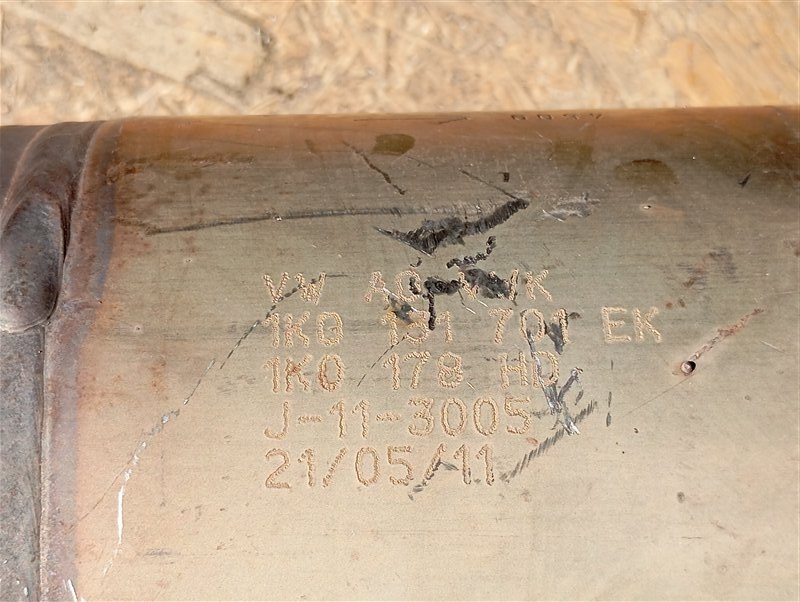 VW AG
1K0 131 701 EK
1K0 178 HD
J-11-3005
21/05/11